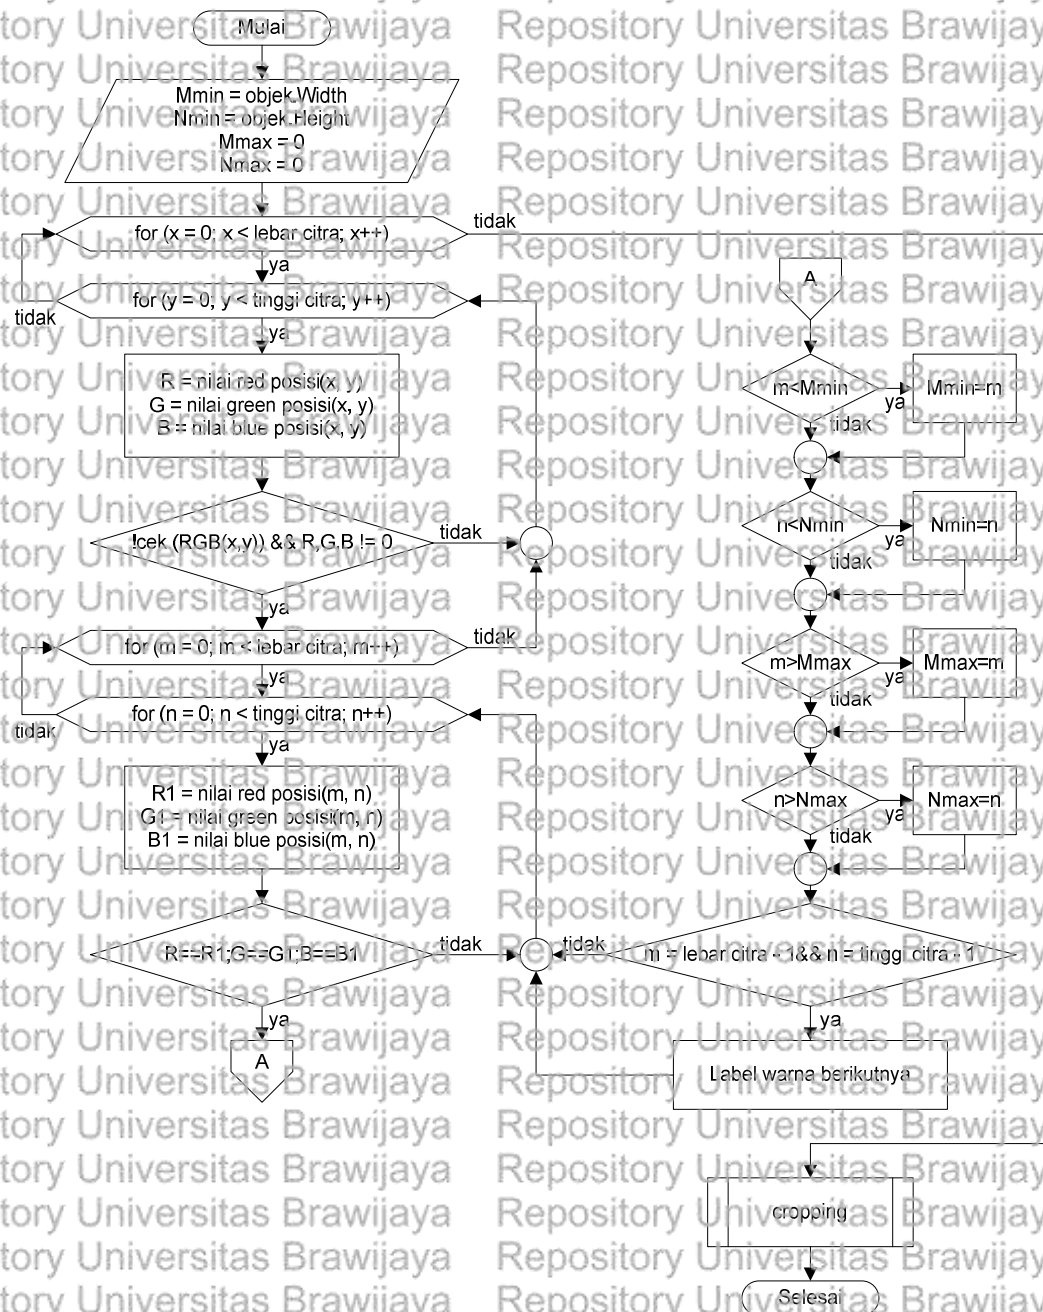 Mulai
Mmin = objek.Width
Nmin = objek.Height
Mmax = 0
Nmax = 0
for (x = 0; x < lebar citra; x++)
tidak
ya
for (y = 0; y < tinggi citra; y++)
tidak
ya
R = nilai red posisi(x, y)
G = nilai green posisi(x, y)
B = nilai blue posisi(x, y)
!cek (RGB(x,y)) && R,G,B != 0
tidak
ya
for (m = 0; m < lebar citra; m++)
tidak
ya
for (n = 0; n < tinggi citra; n++)
tidak
ya
R1 = nilai red posisi(m, n)
G1 = nilai green posisi(m, n)
B1 = nilai blue posisi(m, n)
R==R1;G==G1;B==B1
tidak
ya
A
A
m<Mmin
ya
Mmin=m
tidak
n<Nmin
ya
Nmin=n
tidak
m>Mmax
ya
Mmax=m
tidak
n>Nmax
ya
Nmax=n
tidak
m = lebar citra - 1&& n = tinggi citra - 1
tidak
ya
Label warna berikutnya
cropping
Selesai
Repository Universitas Brawijaya